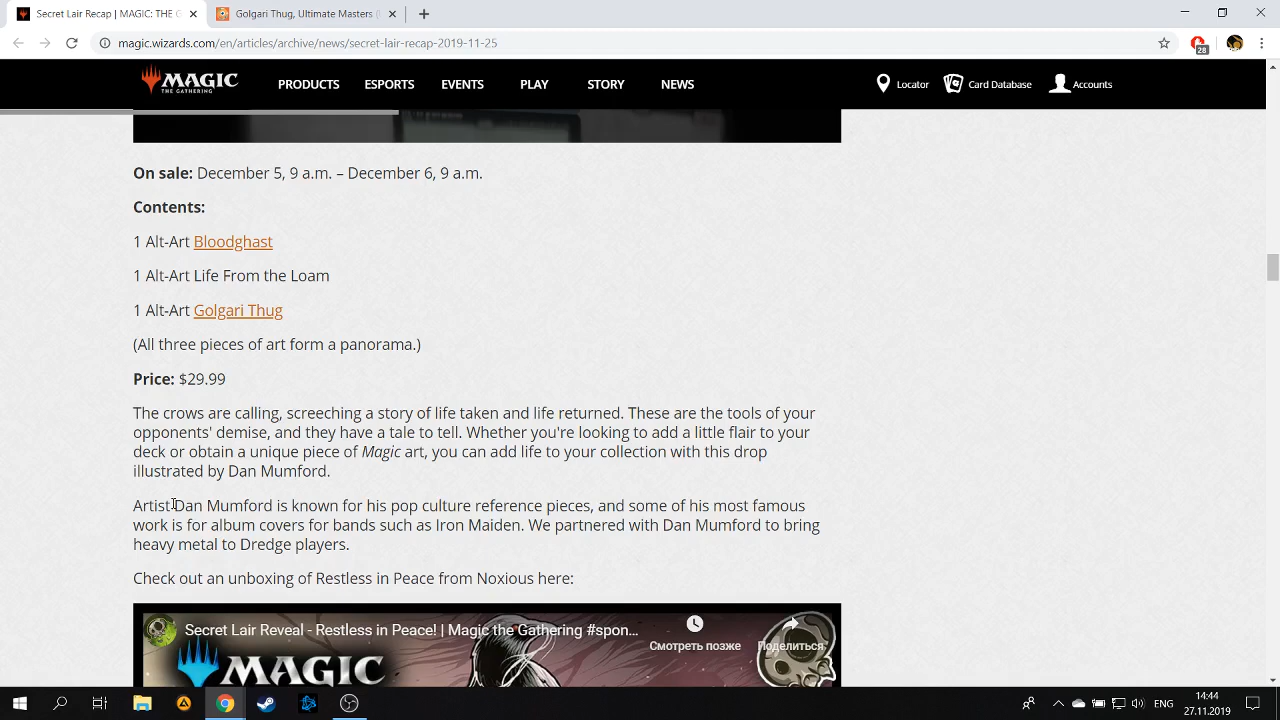 Secret Lair Recap | MAGIC: THE G
Golgari Thug, Ultimate Masters (
magic.wizards.com/en/articles/archive/news/secret-lair-recap-2019-11-25
28
MAGIC
THE GATHERING
PRODUCTS
ESPORTS
EVENTS
PLAY
STORY
NEWS
Locator
Card Database
Accounts
On sale: December 5, 9 a.m. – December 6, 9 a.m.
Contents:
1 Alt-Art Bloodghast
1 Alt-Art Life From the Loam
1 Alt-Art Golgari Thug
(All three pieces of art form a panorama.)
Price: $29.99
The crows are calling, screeching a story of life taken and life returned. These are the tools of your
opponents' demise, and they have a tale to tell. Whether you're looking to add a little flair to your
deck or obtain a unique piece of Magic art, you can add life to your collection with this drop
illustrated by Dan Mumford.
Artist Dan Mumford is known for his pop culture reference pieces, and some of his most famous
work is for album covers for bands such as Iron Maiden. We partnered with Dan Mumford to bring
heavy metal to Dredge players.
Check out an unboxing of Restless in Peace from Noxious here:
Secret Lair Reveal - Restless in Peace! | Magic the Gathering #spon...
Смотреть позже
Поделиться
MAGIC
ENG
14:44
27.11.2019